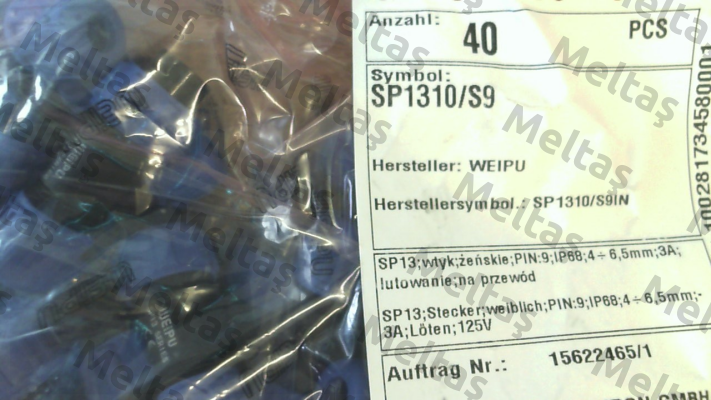 Anzahl: 40 PCS
Symbol:
SP1310/S9
Hersteller: WEIPU
Herstellersymbol.: SP1310/S9IN
SP13;wtyk;żeńskie;PIN:9;IP68;4÷6,5mm;3A;
lutowanie;na przewód
SP13;Stecker;weiblich;PIN:9;IP68;4÷6,5mm;-
3A;Löten;125V
Auftrag Nr.: 15622465/1
GMBH
WEIPU
Meltaş